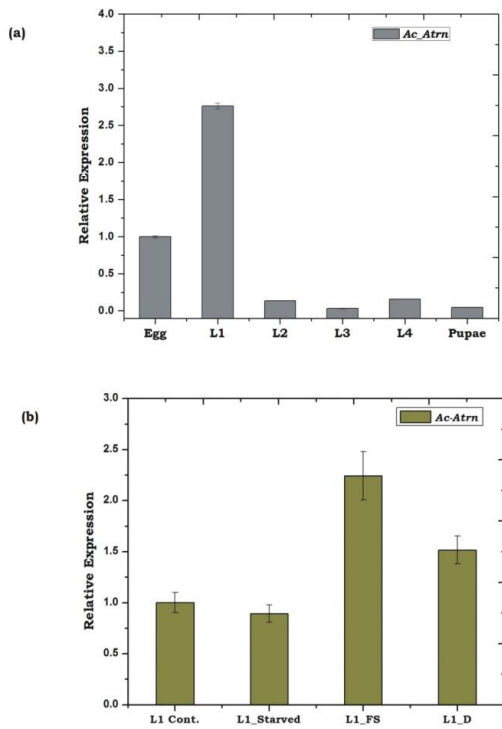 (a)
Relative Expression
4.0
3.5
3.0
2.5
2.0
1.5
1.0
0.5
0.0
Ac_Atrn
Egg L1 L2 L3 L4 Pupae
(b)
Relative Expression
3.0
2.5
2.0
1.5
1.0
0.5
0.0
Ac-Atrn
L1 Cont. L1_Starved L1_FS L1_D